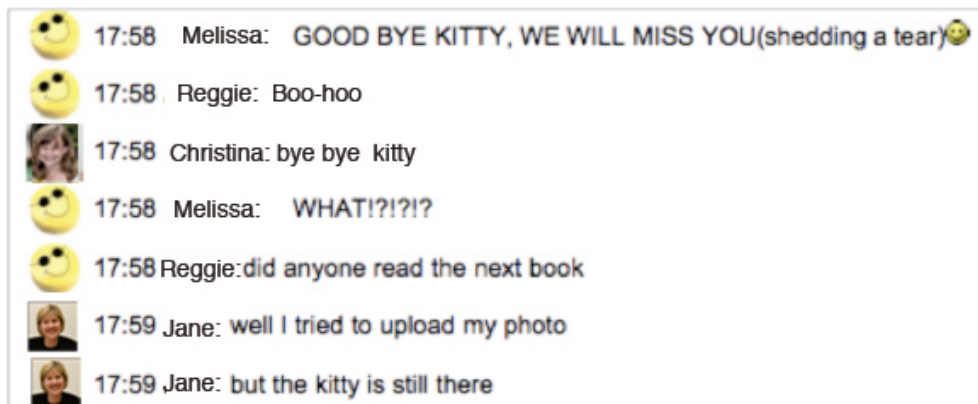 17:58 Melissa: GOOD BYE KITTY, WE WILL MISS YOU(shedding a tear)
17:58 Reggie: Boo-hoo
17:58 Christina: bye bye kitty
17:58 Melissa: WHAT!?!?!?
17:58 Reggie:did anyone read the next book
17:59 Jane: well I tried to upload my photo
17:59 Jane: but the kitty is still there